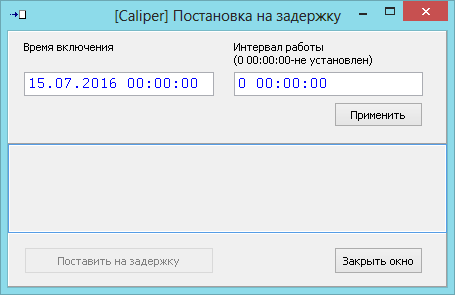 [Caliper] Постановка на задержку
Время включения
Интервал работы
(0 00:00:00-не установлен)
15.07.2016 00:00:00
0 00:00:00
Применить
Поставить на задержку
Закрыть окно